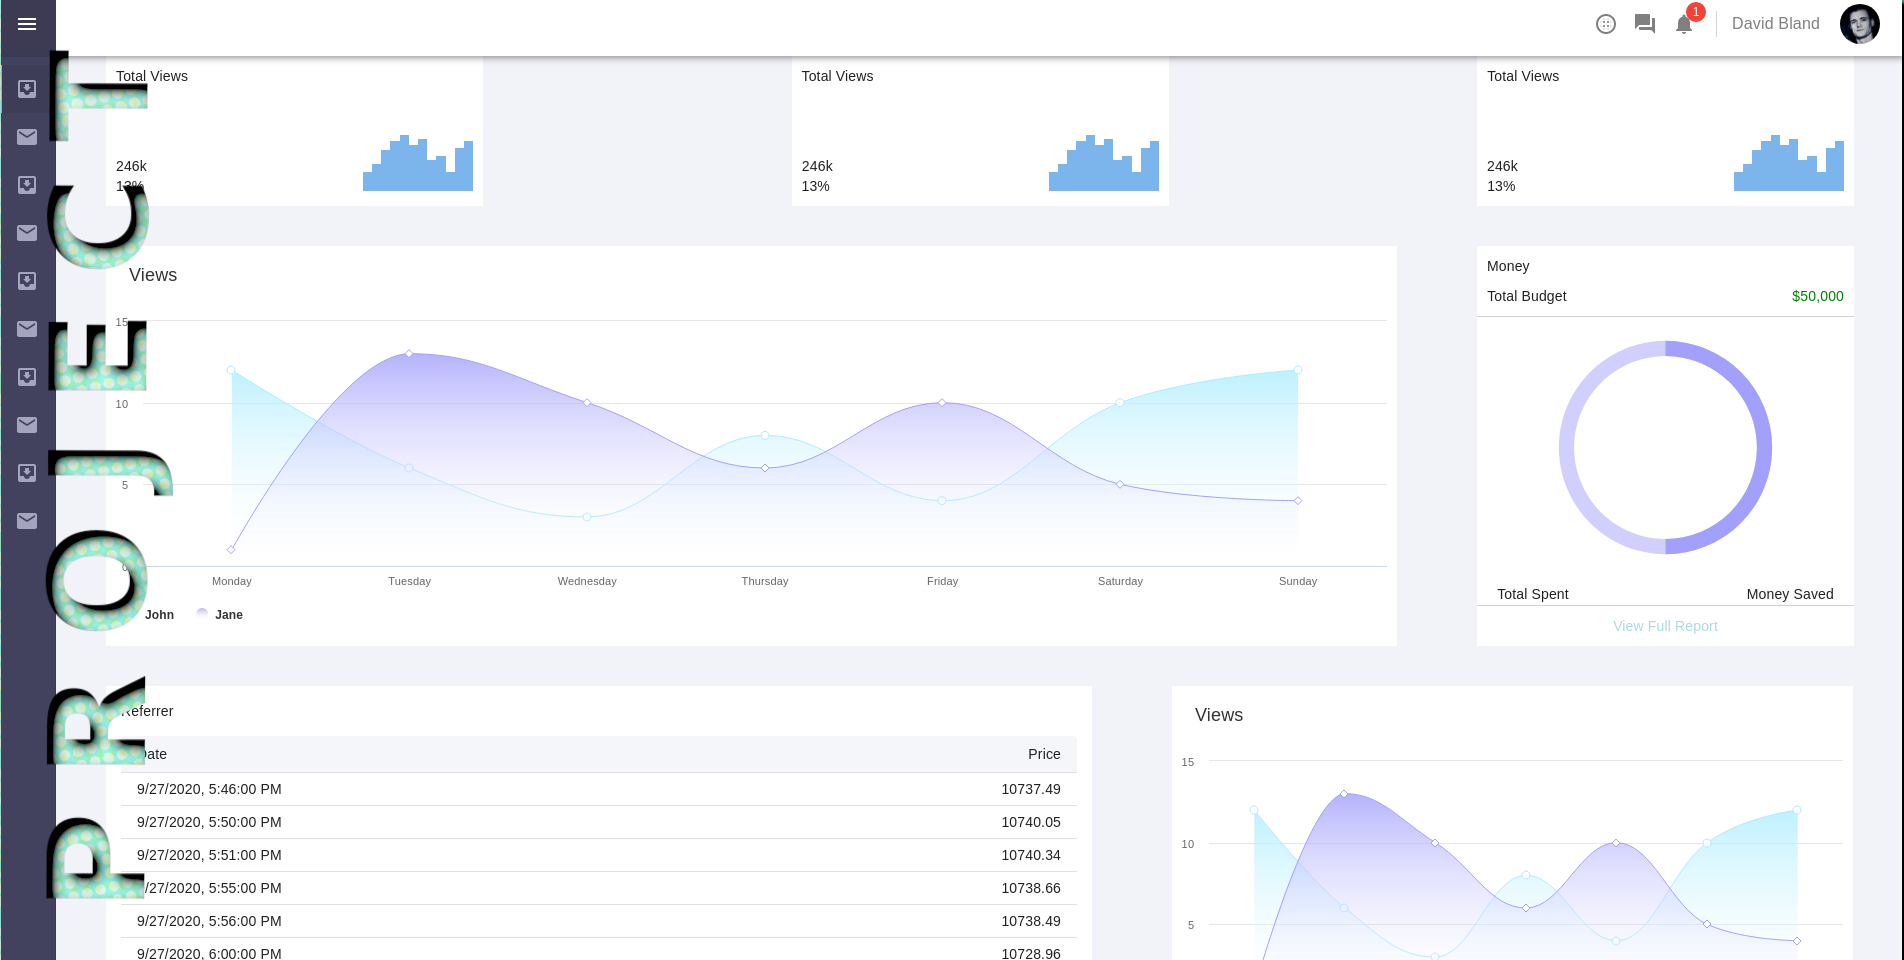 1
David Bland
PROJECT
Total Views
246k
13%
Total Views
246k
13%
Total Views
246k
13%
Views
15
10
5
0
Monday Tuesday Wednesday Thursday Friday Saturday Sunday
John Jane
Money
Total Budget $50,000
Total Spent Money Saved
View Full Report
Referrer
Date Price
9/27/2020, 5:46:00 PM 10737.49
9/27/2020, 5:50:00 PM 10740.05
9/27/2020, 5:51:00 PM 10740.34
9/27/2020, 5:55:00 PM 10738.66
9/27/2020, 5:56:00 PM 10738.49
9/27/2020, 6:00:00 PM 10728.96
Views
15
10
5